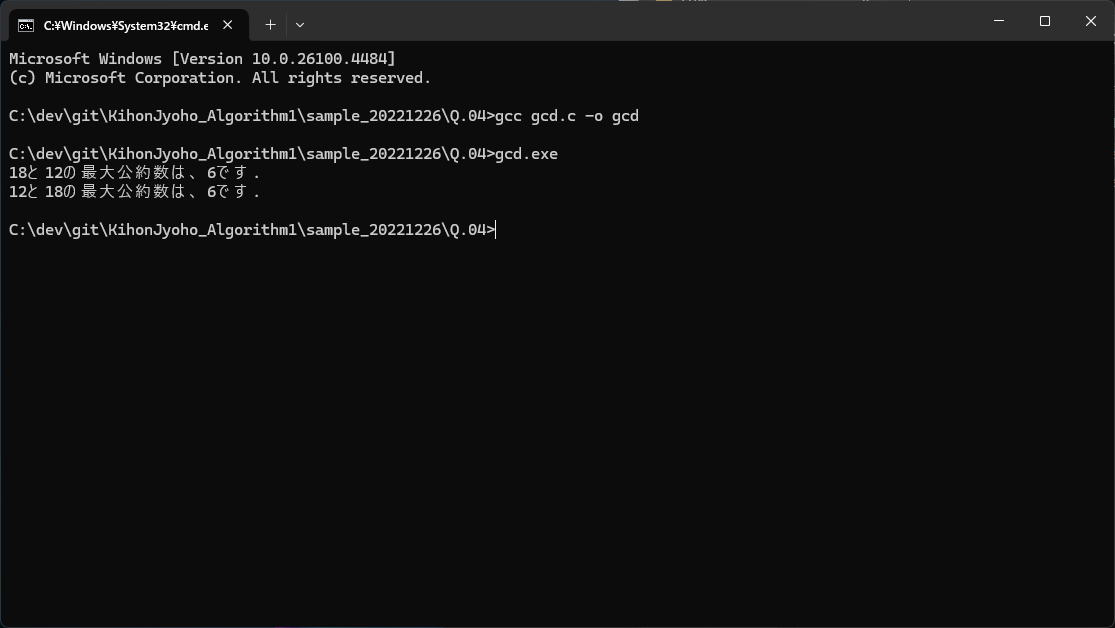 C:¥Windows¥System32¥cmd.e
Microsoft Windows [Version 10.0.26100.4484]
(c) Microsoft Corporation. All rights reserved.
C:\dev\git\KihonJyoho_Algorithm1\sample_20221226\Q.04>gcc gcd.c -o gcd
C:\dev\git\KihonJyoho_Algorithm1\sample_20221226\Q.04>gcd.exe
18と12の最大公約数は、6です.
12と18の最大公約数は、6です.
C:\dev\git\KihonJyoho_Algorithm1\sample_20221226\Q.04>